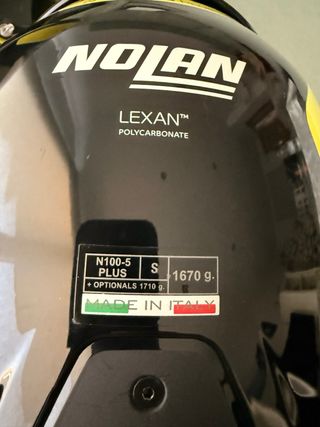 NOLAN
LEXAN™
POLYCARBONATE
N100-5
PLUS
S
1670 g.
+ OPTIONALS 1710 g.
MADE IN ITALY